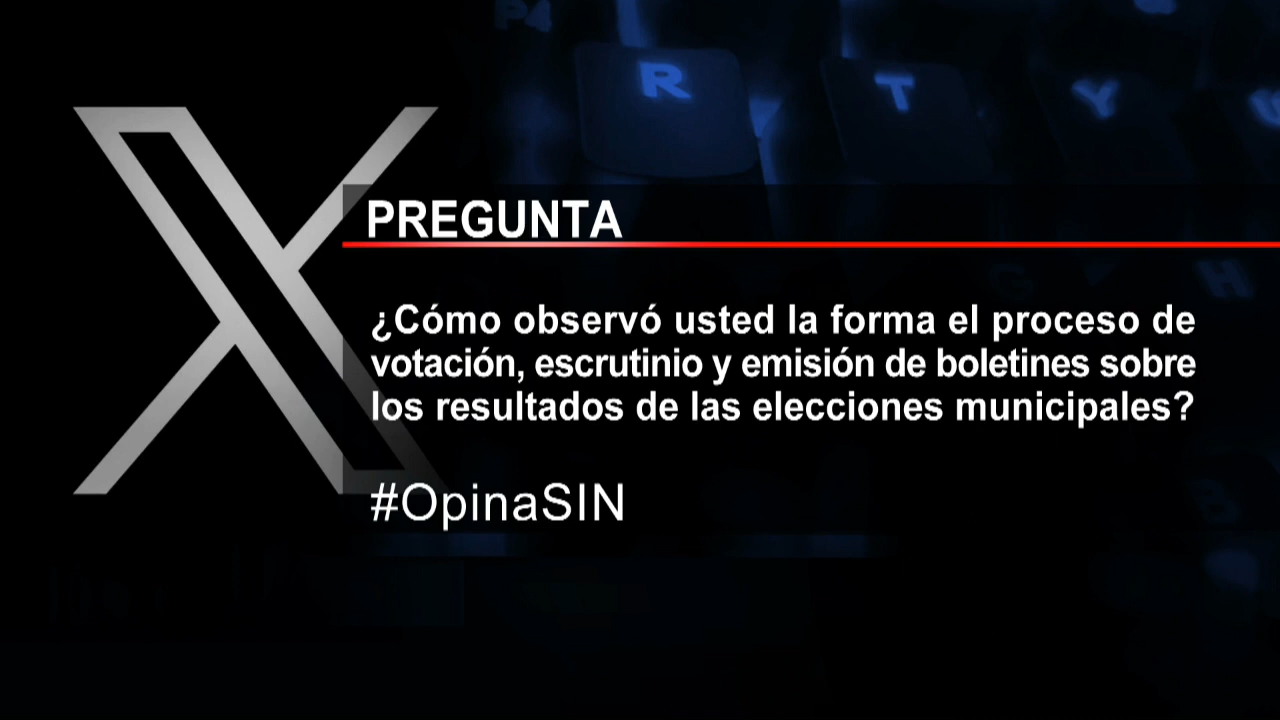 P4
R T Y U
PREGUNTA
G H
¿Cómo observó usted la forma el proceso de
votación, escrutinio y emisión de boletines sobre
los resultados de las elecciones municipales?
#OpinaSIN
B